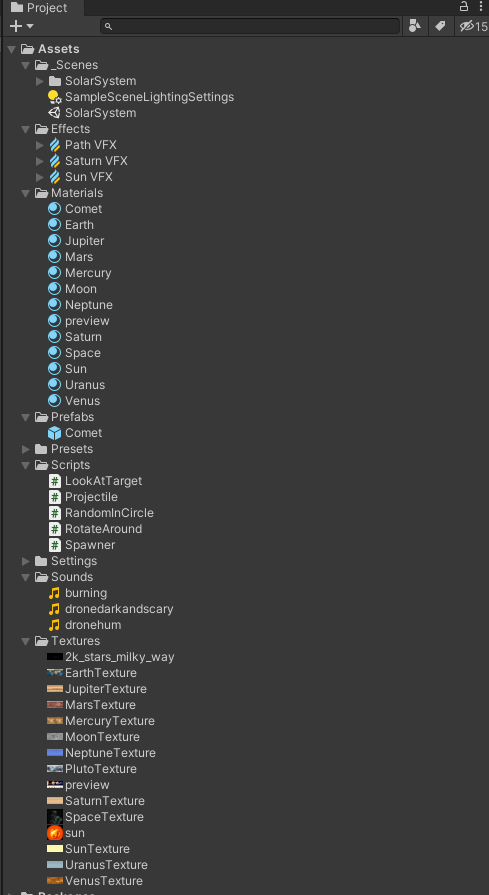 Project
15
Assets
_Scenes
SolarSystem
SampleSceneLightingSettings
SolarSystem
Effects
Path VFX
Saturn VFX
Sun VFX
Materials
Comet
Earth
Jupiter
Mars
Mercury
Moon
Neptune
preview
Saturn
Space
Sun
Uranus
Venus
Prefabs
Comet
Presets
Scripts
LookAtTarget
Projectile
RandomInCircle
RotateAround
Spawner
Settings
Sounds
burning
dronedarkandscary
dronehum
Textures
2k_stars_milky_way
EarthTexture
JupiterTexture
MarsTexture
MercuryTexture
MoonTexture
NeptuneTexture
PlutoTexture
preview
SaturnTexture
SpaceTexture
sun
SunTexture
UranusTexture
VenusTexture